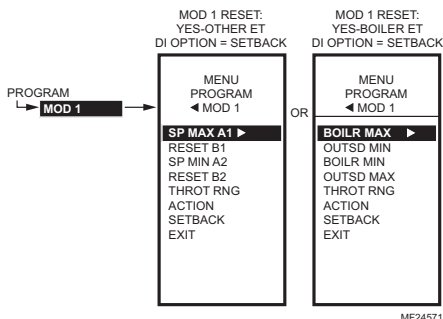 MOD 1 RESET:
YES-OTHER ET
DI OPTION = SETBACK
MOD 1 RESET:
YES-BOILER ET
DI OPTION = SETBACK
PROGRAM
MOD 1
MENU
PROGRAM
◄ MOD 1
SP MAX A1 ►
RESET B1
SP MIN A2
RESET B2
THROT RNG
ACTION
SETBACK
EXIT
OR
MENU
PROGRAM
◄ MOD 1
BOILR MAX ►
OUTSD MIN
BOILR MIN
OUTSD MAX
THROT RNG
ACTION
SETBACK
EXIT
MF24571